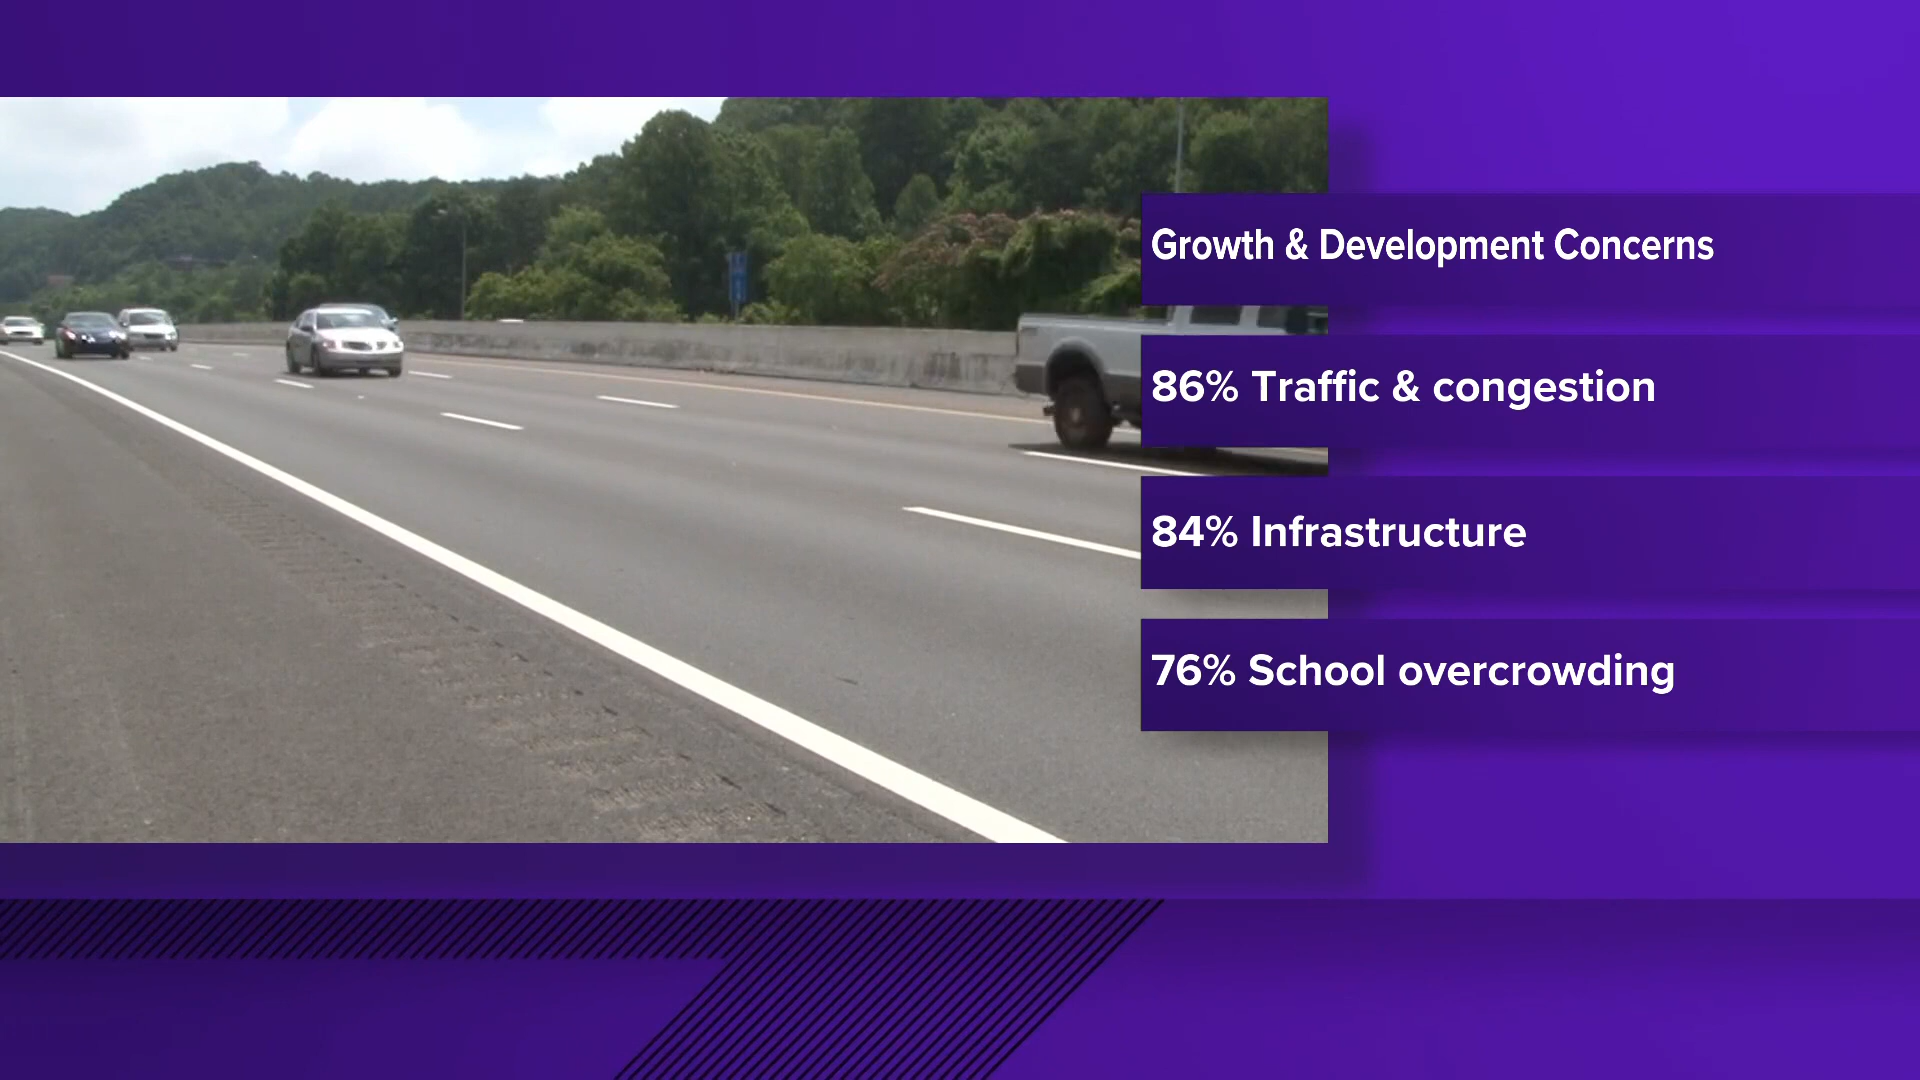 Growth & Development Concerns
86% Traffic & congestion
84% Infrastructure
76% School overcrowding